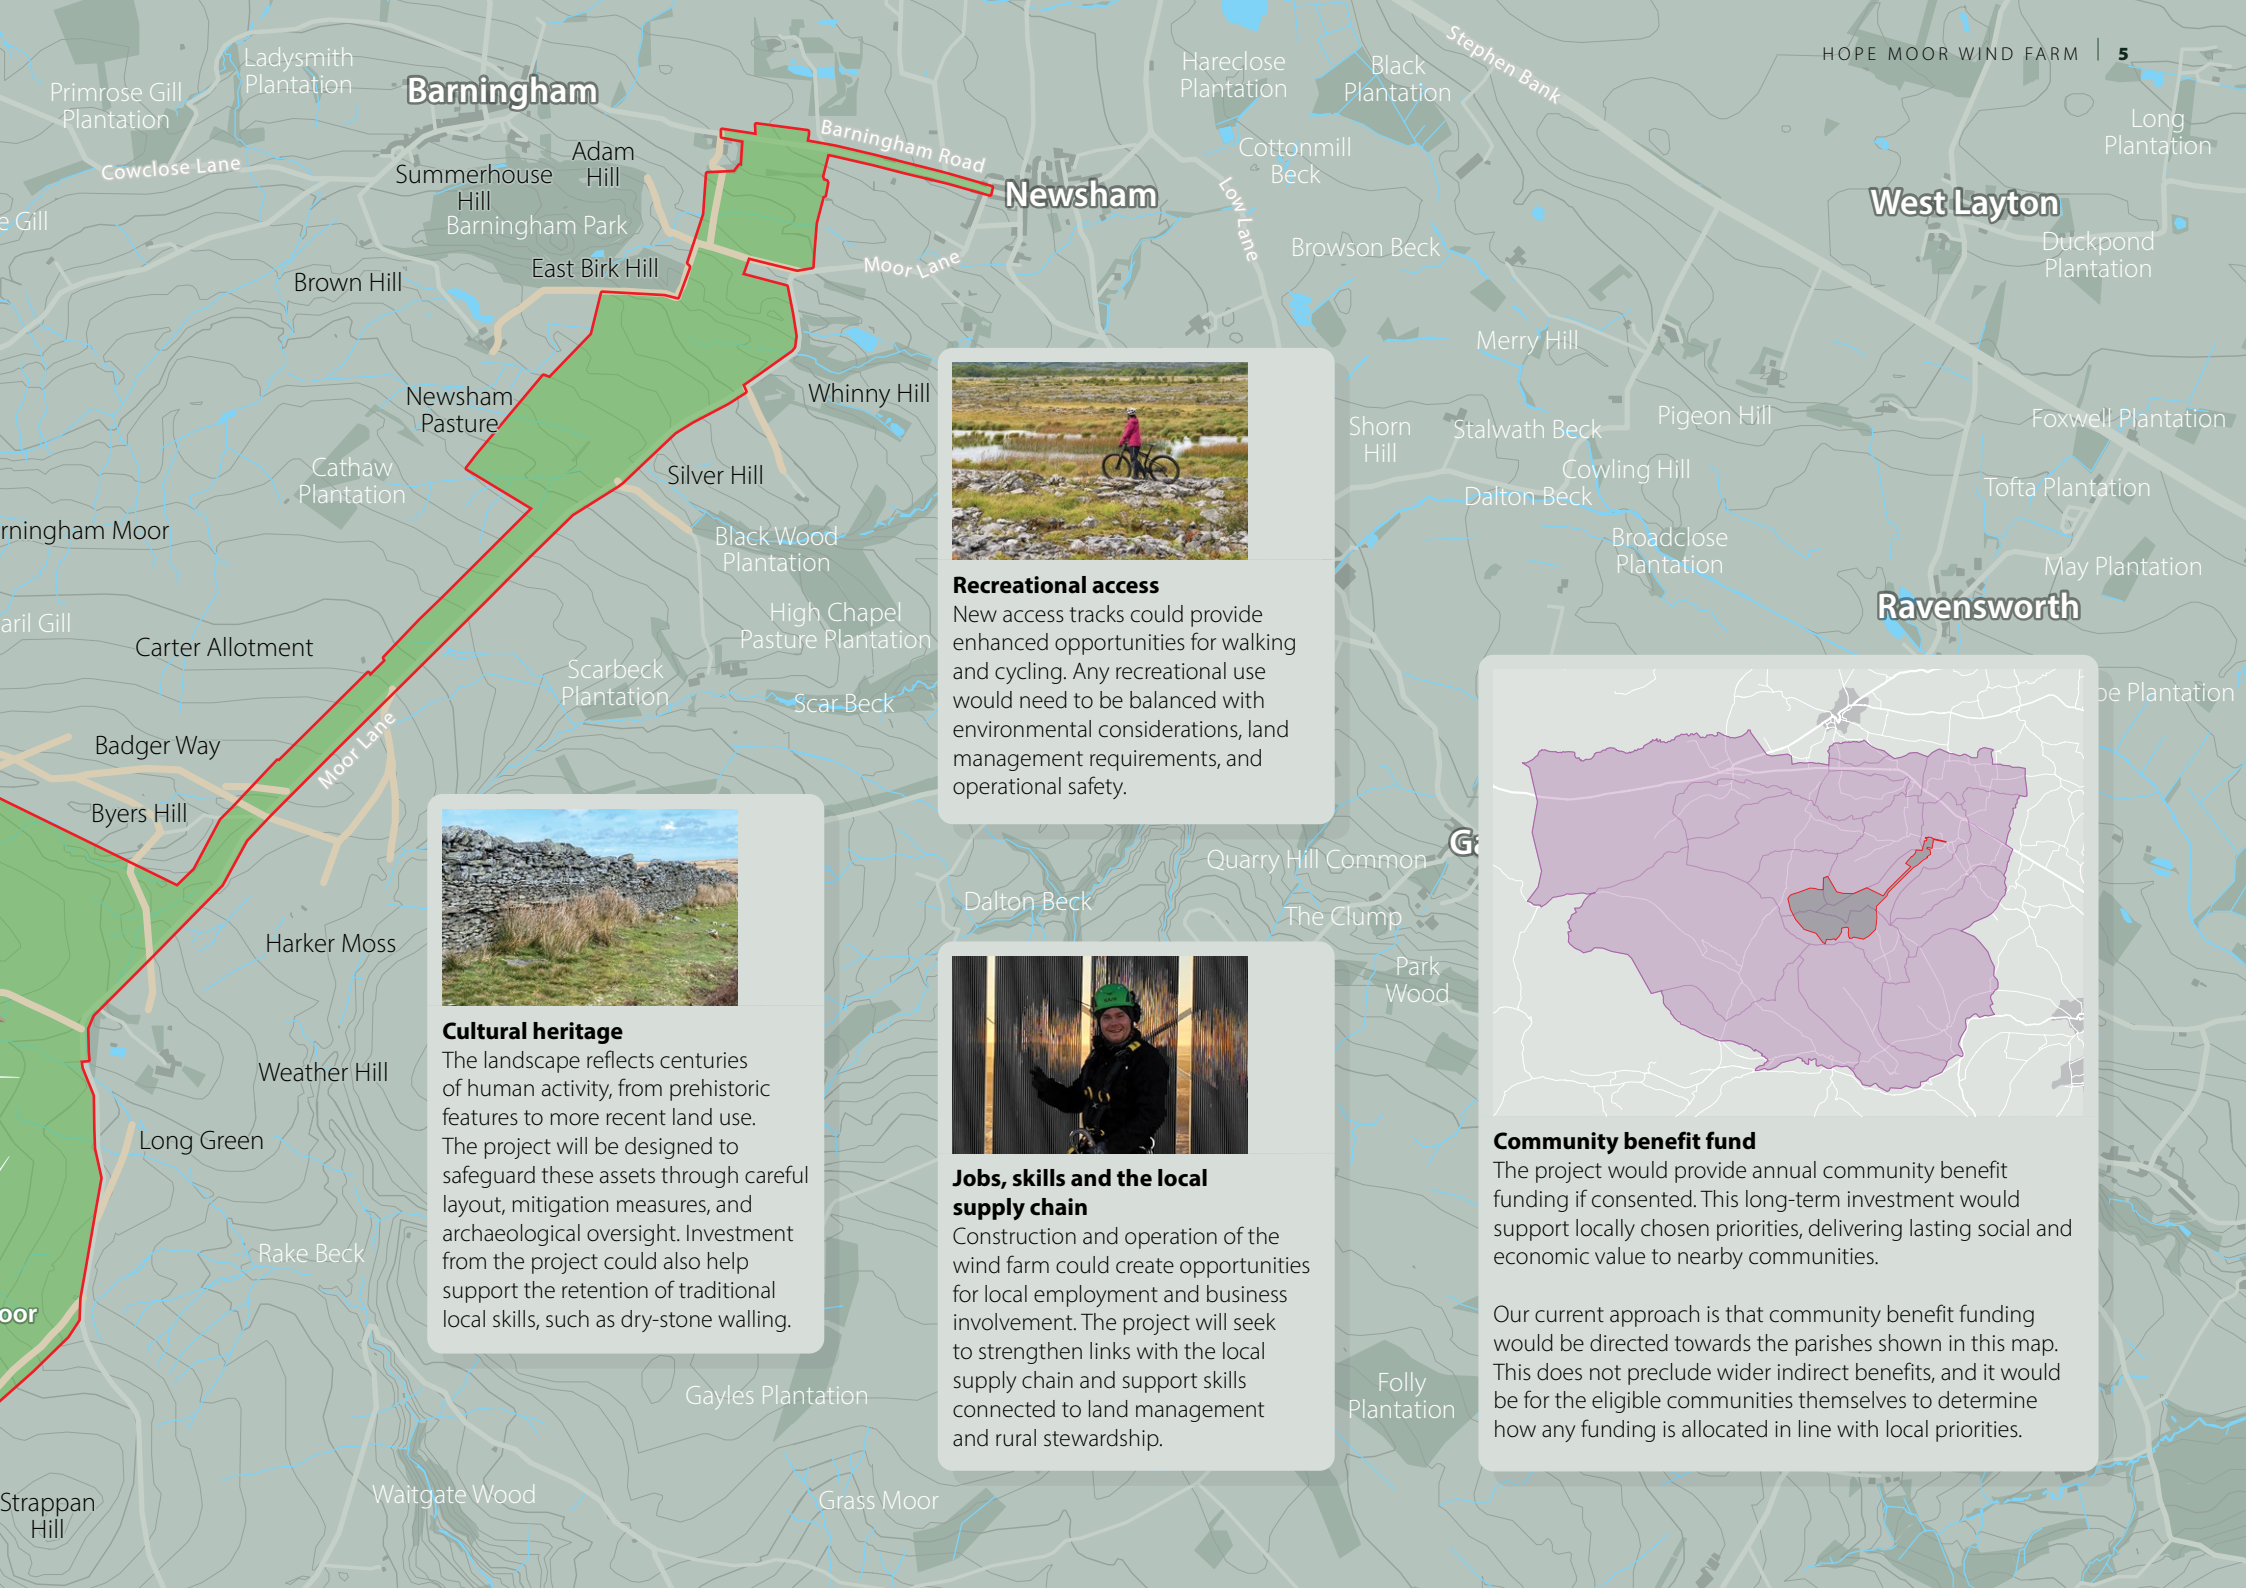 HOPE MOOR WIND FARM | 5
Stephen Bank
Ladysmith
Plantation
Primrose Gill
Plantation
Barningham
Hareclose
Plantation
Black
Plantation
Long
Plantation
Cowclose Lane
Adam
Hill
Summerhouse
Hill
Barningham Park
Barningham Road
Newsham
Cottonmill
Beck
Low Lane
West Layton
e Gill
Duckpond
Plantation
Browson Beck
Brown Hill
East Birk Hill
Moor Lane
Merry Hill
Newsham
Pasture
Whinny Hill
Shorn
Hill
Stalwath Beck
Pigeon Hill
Foxwell Plantation
Cathaw
Plantation
Silver Hill
Cowling Hill
Dalton Beck
Tofta Plantation
rningham Moor
Black Wood
Plantation
Broadclose
Plantation
May Plantation
aril Gill
Carter Allotment
High Chapel
Pasture Plantation
Ravensworth
Scarbeck
Plantation
Scar Beck
be Plantation
Badger Way
Moor Lane
Byers Hill
Recreational access
New access tracks could provide
enhanced opportunities for walking
and cycling. Any recreational use
would need to be balanced with
environmental considerations, land
management requirements, and
operational safety.
Ga
Quarry Hill Common
Dalton Beck
The Clump
Park
Wood
Harker Moss
Weather Hill
Long Green
Rake Beck
oor
Cultural heritage
The landscape reflects centuries
of human activity, from prehistoric
features to more recent land use.
The project will be designed to
safeguard these assets through careful
layout, mitigation measures, and
archaeological oversight. Investment
from the project could also help
support the retention of traditional
local skills, such as dry-stone walling.
Jobs, skills and the local
supply chain
Construction and operation of the
wind farm could create opportunities
for local employment and business
involvement. The project will seek
to strengthen links with the local
supply chain and support skills
connected to land management
and rural stewardship.
Community benefit fund
The project would provide annual community benefit
funding if consented. This long-term investment would
support locally chosen priorities, delivering lasting social and
economic value to nearby communities.
Our current approach is that community benefit funding
would be directed towards the parishes shown in this map.
This does not preclude wider indirect benefits, and it would
be for the eligible communities themselves to determine
how any funding is allocated in line with local priorities.
Gayles Plantation
Folly
Plantation
Waitgate Wood
Grass Moor
Strappan
Hill